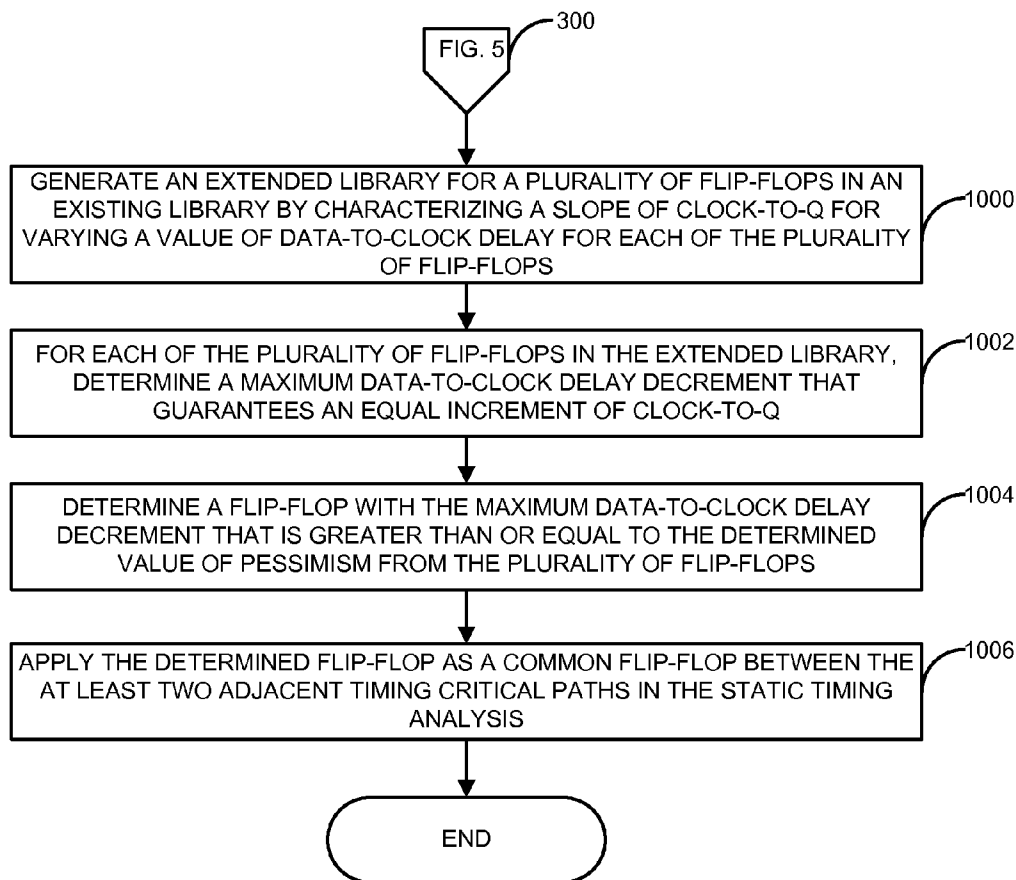 300
FIG. 5
GENERATE AN EXTENDED LIBRARY FOR A PLURALITY OF FLIP-FLOPS IN AN
EXISTING LIBRARY BY CHARACTERIZING A SLOPE OF CLOCK-TO-Q FOR
VARYING A VALUE OF DATA-TO-CLOCK DELAY FOR EACH OF THE PLURALITY
OF FLIP-FLOPS
1000
FOR EACH OF THE PLURALITY OF FLIP-FLOPS IN THE EXTENDED LIBRARY,
DETERMINE A MAXIMUM DATA-TO-CLOCK DELAY DECREMENT THAT
GUARANTEES AN EQUAL INCREMENT OF CLOCK-TO-Q
1002
DETERMINE A FLIP-FLOP WITH THE MAXIMUM DATA-TO-CLOCK DELAY
DECREMENT THAT IS GREATER THAN OR EQUAL TO THE DETERMINED
VALUE OF PESSIMISM FROM THE PLURALITY OF FLIP-FLOPS
1004
APPLY THE DETERMINED FLIP-FLOP AS A COMMON FLIP-FLOP BETWEEN THE
AT LEAST TWO ADJACENT TIMING CRITICAL PATHS IN THE STATIC TIMING
ANALYSIS
1006
END